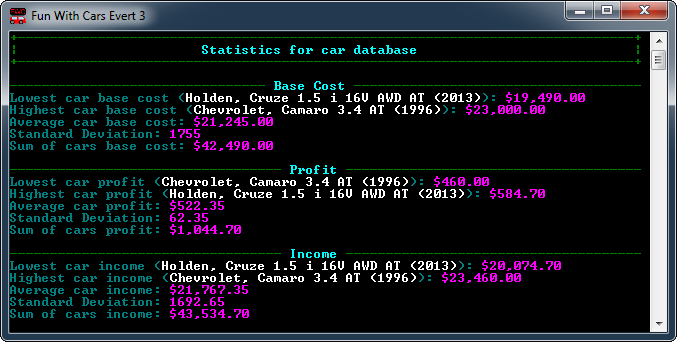 Fun With Cars Evert 3
Statistics for car database
Base Cost
Lowest car base cost (Holden, Cruze 1.5 i 16V AWD AT (2013)): $19,490.00
Highest car base cost (Chevrolet, Camaro 3.4 AT (1996)): $23,000.00
Average car base cost: $21,245.00
Standard Deviation: 1755
Sum of cars base cost: $42,490.00
Profit
Lowest car profit (Chevrolet, Camaro 3.4 AT (1996)): $460.00
Highest car profit (Holden, Cruze 1.5 i 16V AWD AT (2013)): $584.70
Average car profit: $522.35
Standard Deviation: 62.35
Sum of cars profit: $1,044.70
Income
Lowest car income (Holden, Cruze 1.5 i 16V AWD AT (2013)): $20,074.70
Highest car income (Chevrolet, Camaro 3.4 AT (1996)): $23,460.00
Average car income: $21,767.35
Standard Deviation: 1692.65
Sum of cars income: $43,534.70